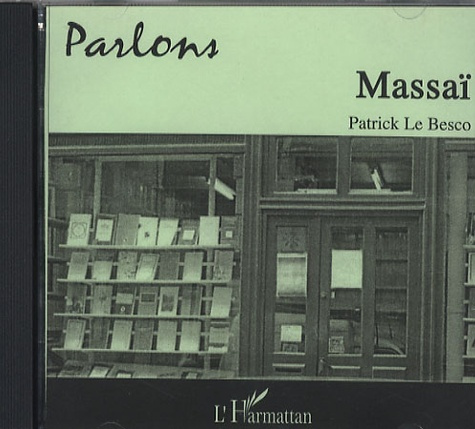 Parlons
Massaï
Patrick Le Besco
L'Harmattan